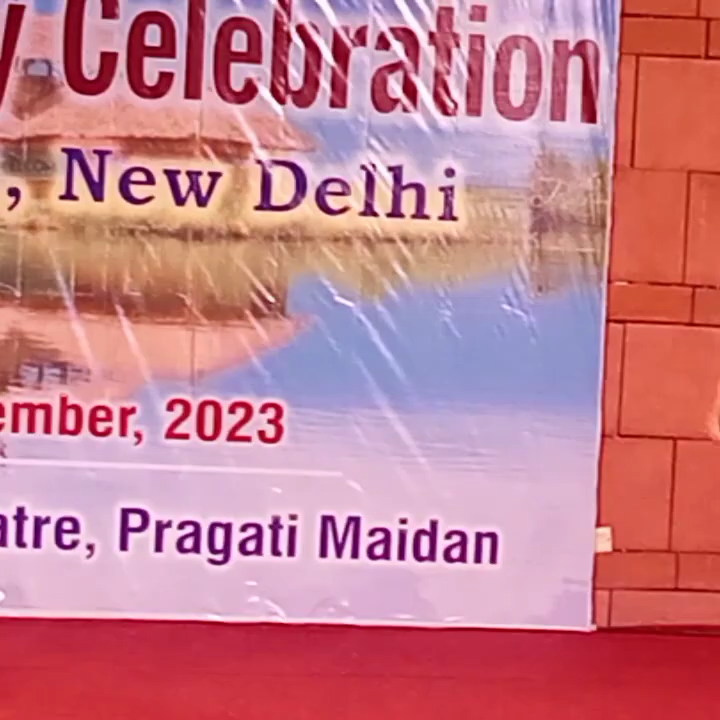 y Celebration
, New Delhi
ember, 2023
atre, Pragati Maidan